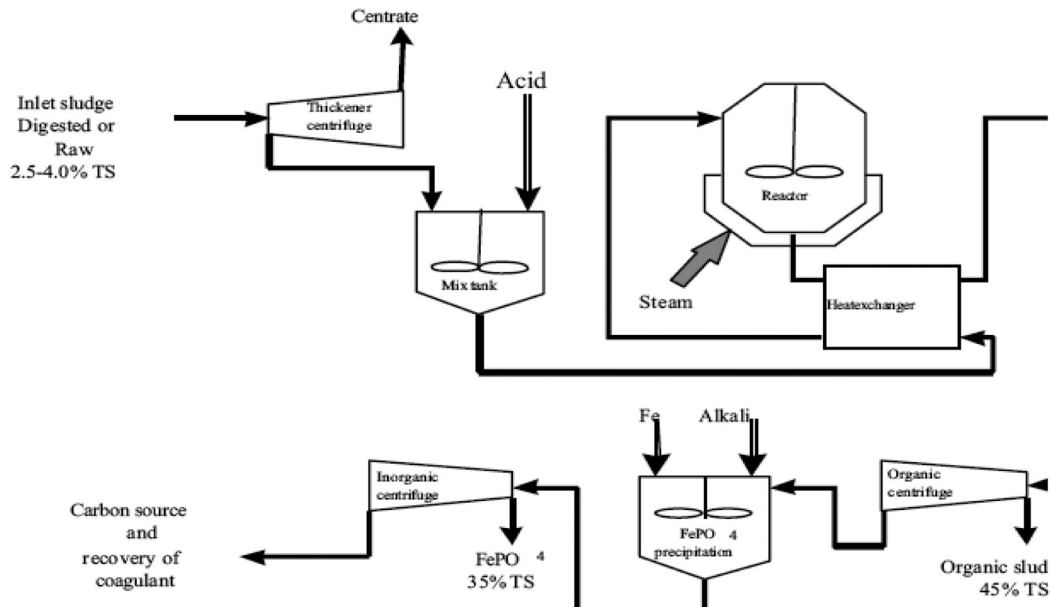 Centrate
Acid
Inlet sludge
Digested or
Raw
2.5-4.0% TS
Thickener
centrifuge
Mix tank
Reactor
Steam
Heatexchanger
Fe
Alkali
Inorganic
centrifuge
Organic
centrifuge
FePO 4
precipitation
Carbon source
and
recovery of
coagulant
FePO 4
35% TS
Organic slud
45% TS